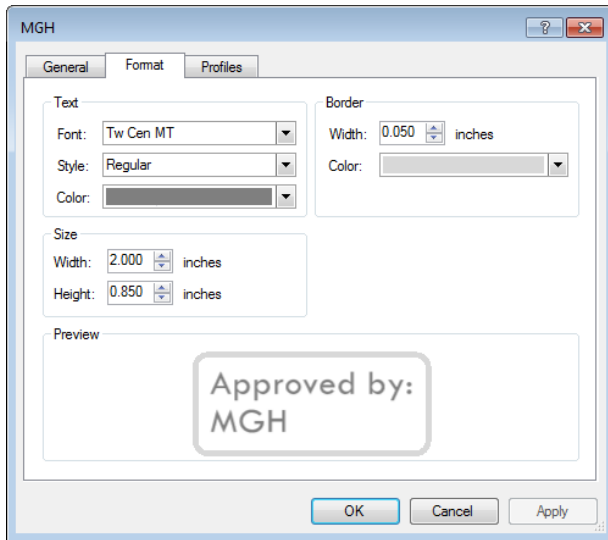 MGH
General Format Profiles
Text
Font: Tw Cen MT
Style: Regular
Color:
Border
Width: 0.050 inches
Color:
Size
Width: 2.000 inches
Height: 0.850 inches
Preview
Approved by:
MGH
OK Cancel Apply